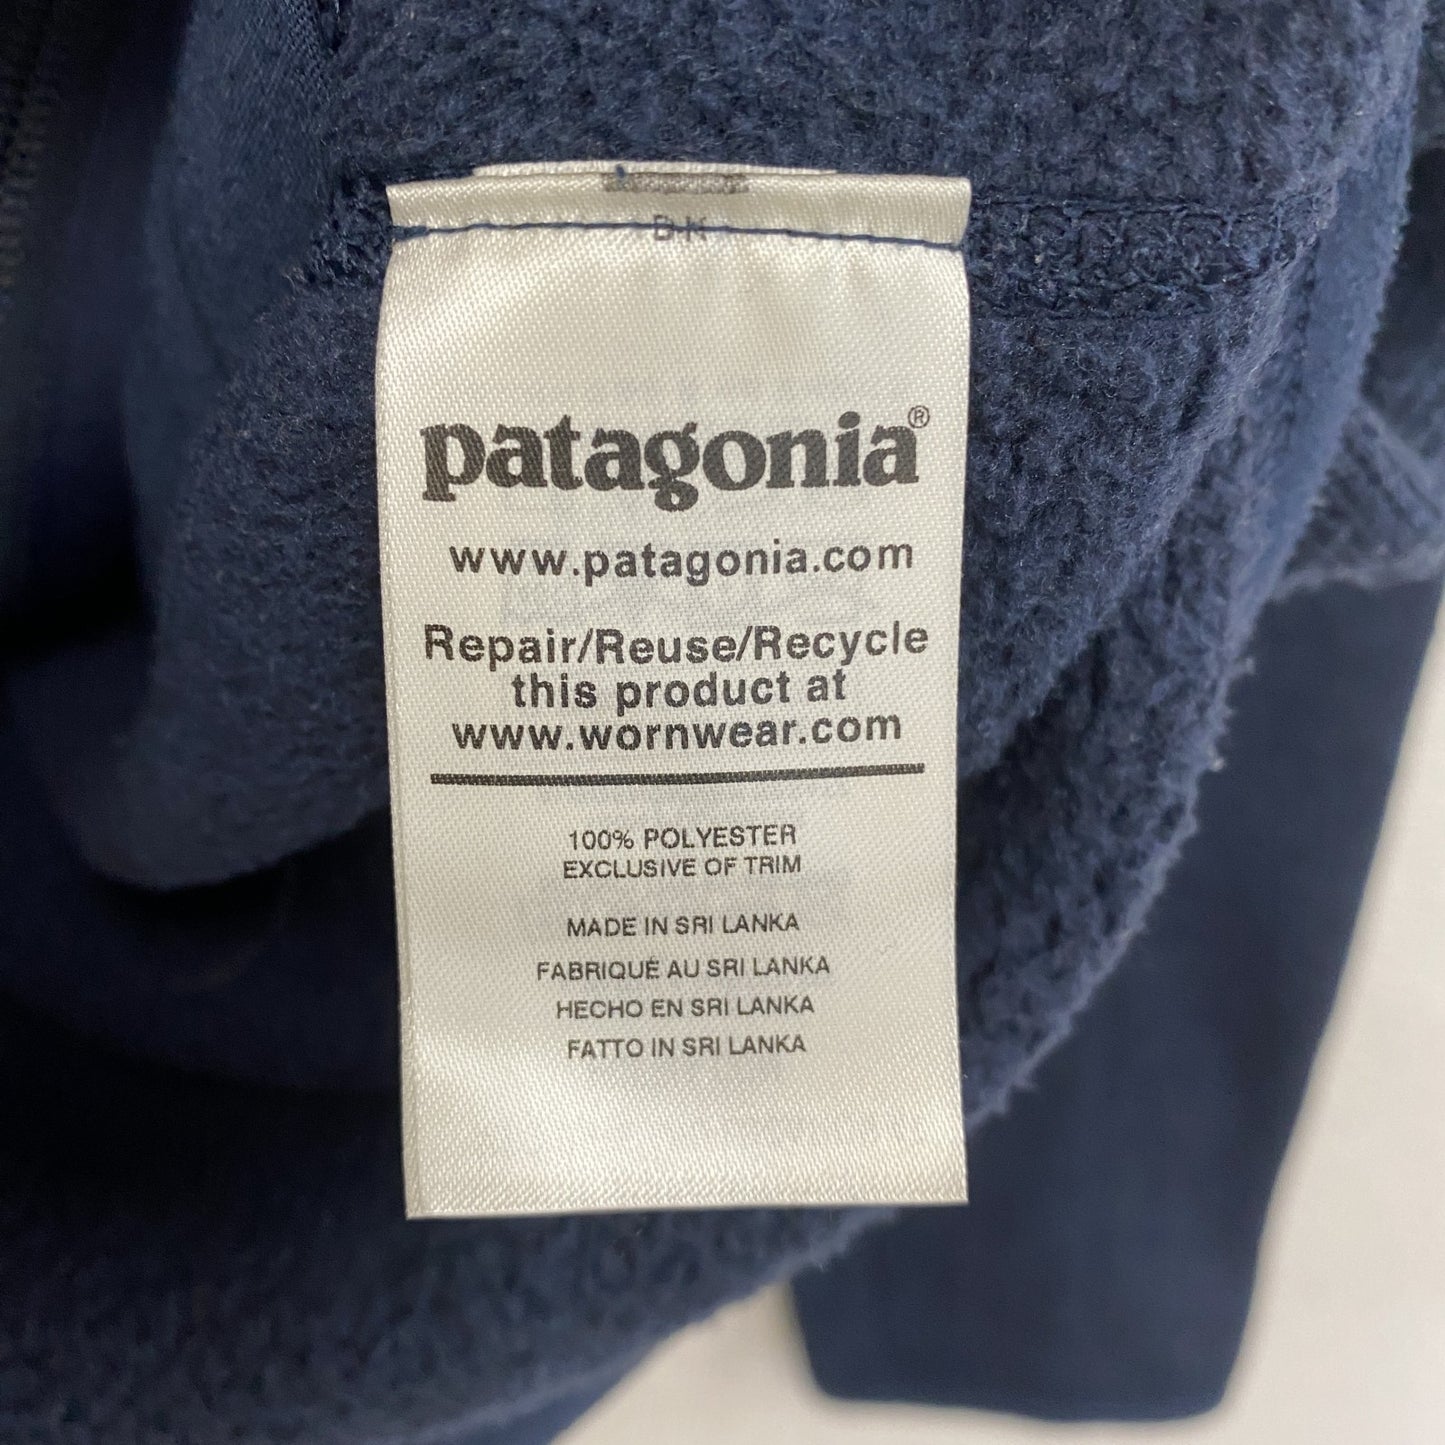 BK
patagonia®
www.patagonia.com
Repair/Reuse/Recycle
this product at
www.wornwear.com
100% POLYESTER
EXCLUSIVE OF TRIM
MADE IN SRI LANKA
FABRIQUÉ AU SRI LANKA
HECHO EN SRI LANKA
FATTO IN SRI LANKA